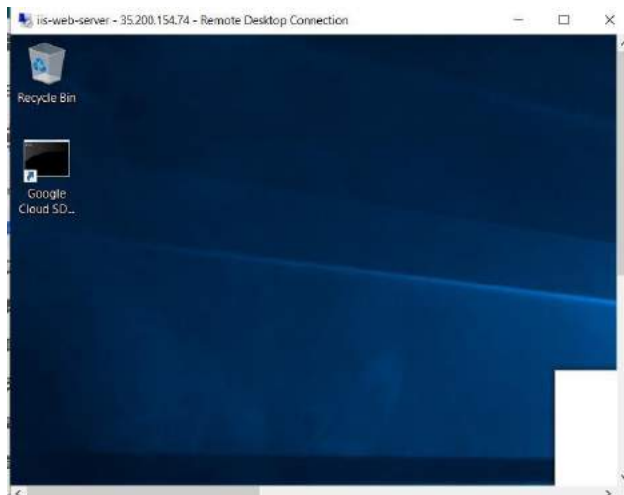 iis-web-server - 35.200.154.74 - Remote Desktop Connection
Recycle Bin
Google
Cloud SD...